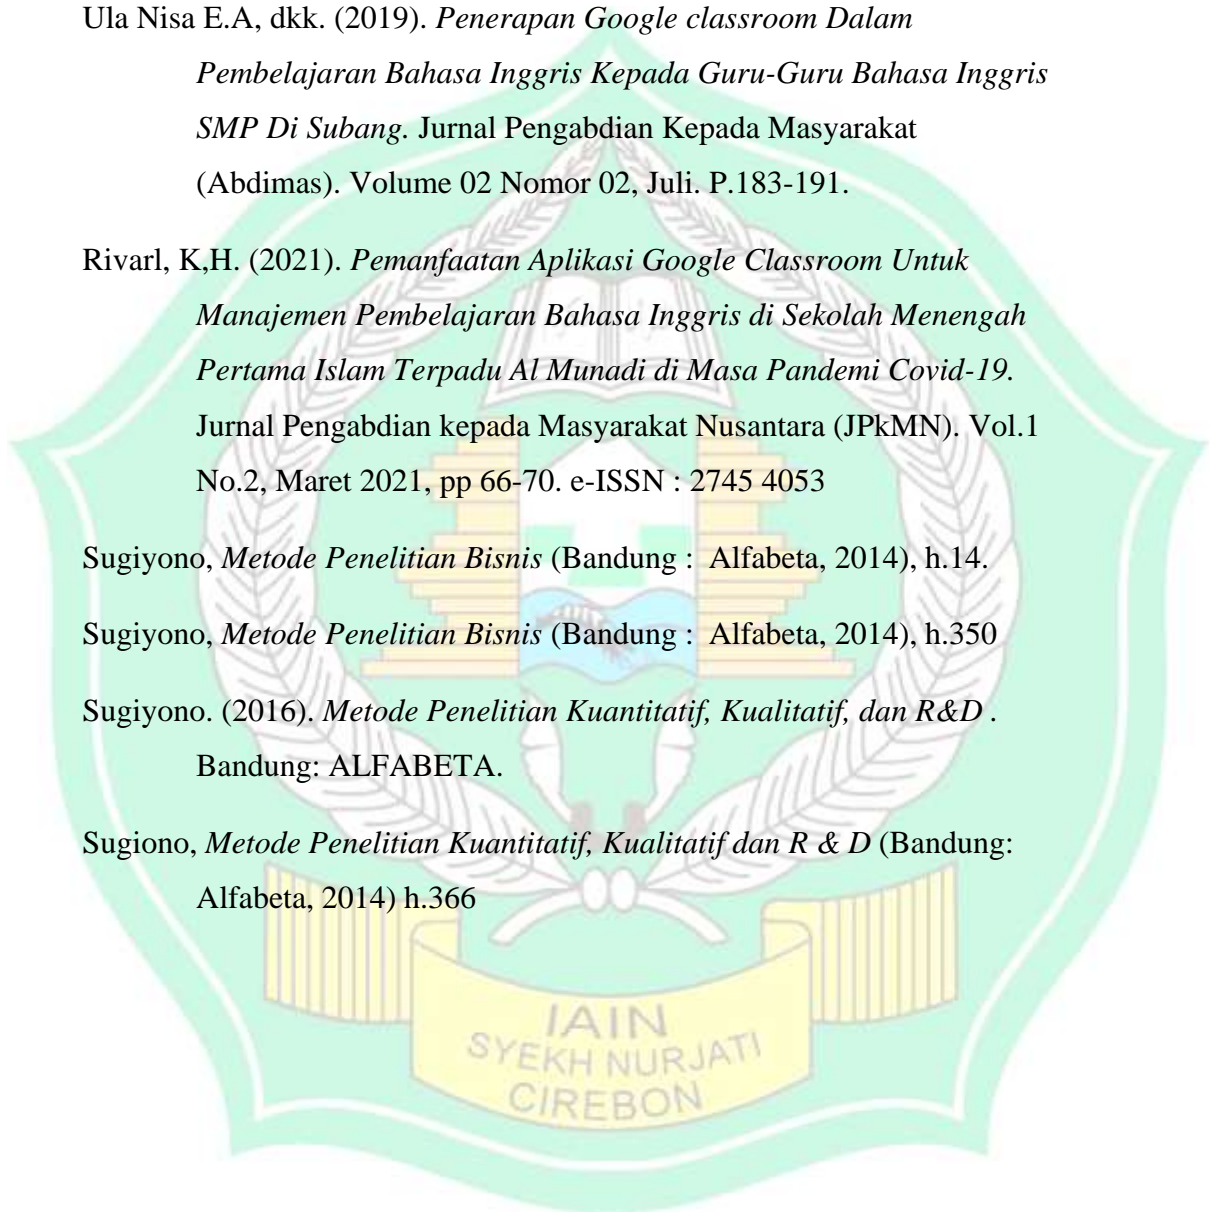 Ula Nisa E.A, dkk. (2019). Penerapan Google classroom Dalam
Pembelajaran Bahasa Inggris Kepada Guru-Guru Bahasa Inggris
SMP Di Subang. Jurnal Pengabdian Kepada Masyarakat
(Abdimas). Volume 02 Nomor 02, Juli. P.183-191.
Rivarl, K,H. (2021). Pemanfaatan Aplikasi Google Classroom Untuk
Manajemen Pembelajaran Bahasa Inggris di Sekolah Menengah
Pertama Islam Terpadu Al Munadi di Masa Pandemi Covid-19.
Jurnal Pengabdian kepada Masyarakat Nusantara (JPkMN). Vol.1
No.2, Maret 2021, pp 66-70. e-ISSN : 2745 4053
Sugiyono, Metode Penelitian Bisnis (Bandung : Alfabeta, 2014), h.14.
Sugiyono, Metode Penelitian Bisnis (Bandung : Alfabeta, 2014), h.350
Sugiyono. (2016). Metode Penelitian Kuantitatif, Kualitatif, dan R&D .
Bandung: ALFABETA.
Sugiono, Metode Penelitian Kuantitatif, Kualitatif dan R & D (Bandung:
Alfabeta, 2014) h.366
IAIN
SYEKH NURJATI
CIREBON